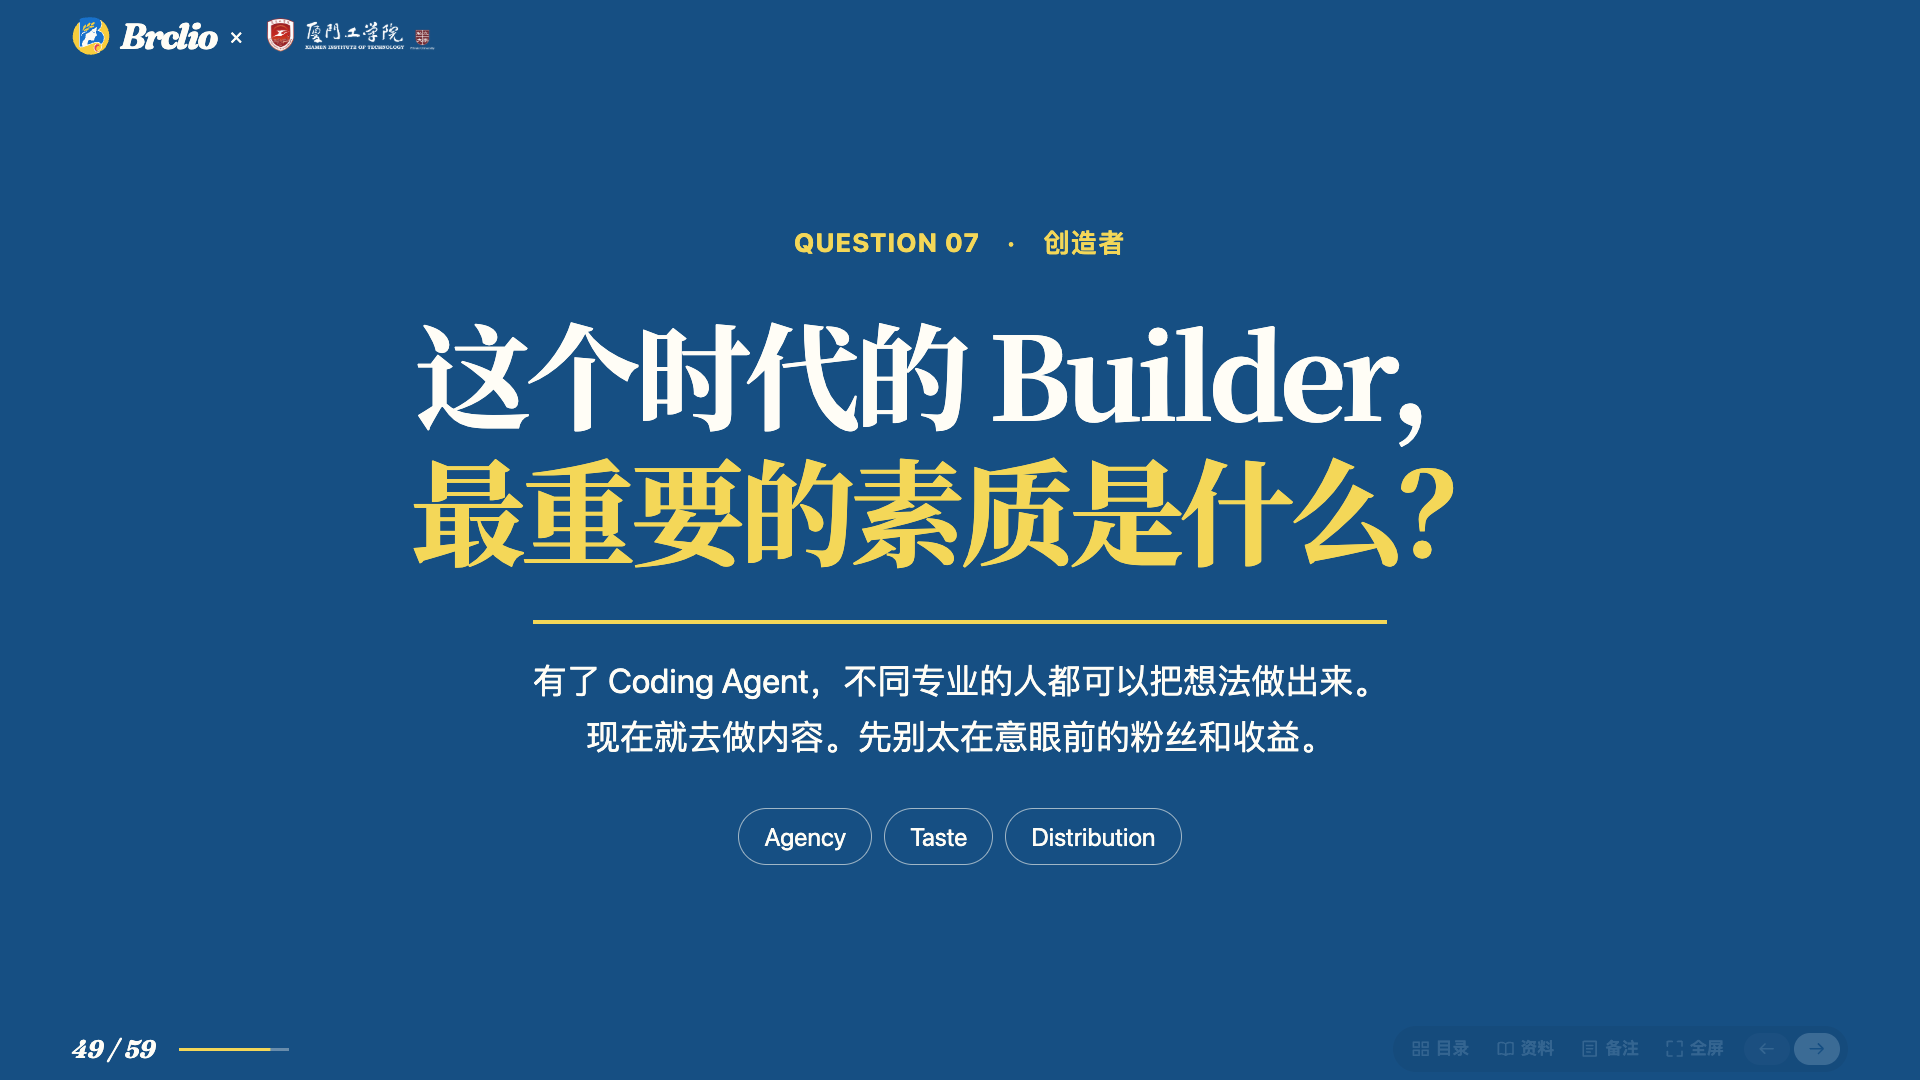 Brclio × 厦門工学院
XIAMEN INSTITUTE OF TECHNOLOGY
QUESTION 07 · 创造者
这个时代的 Builder,
最重要的素质是什么?
有了 Coding Agent，不同专业的人都可以把想法做出来。
现在就去做内容。先别太在意眼前的粉丝和收益。
Agency Taste Distribution
49 / 59
目录 资料 备注 全屏 ← →